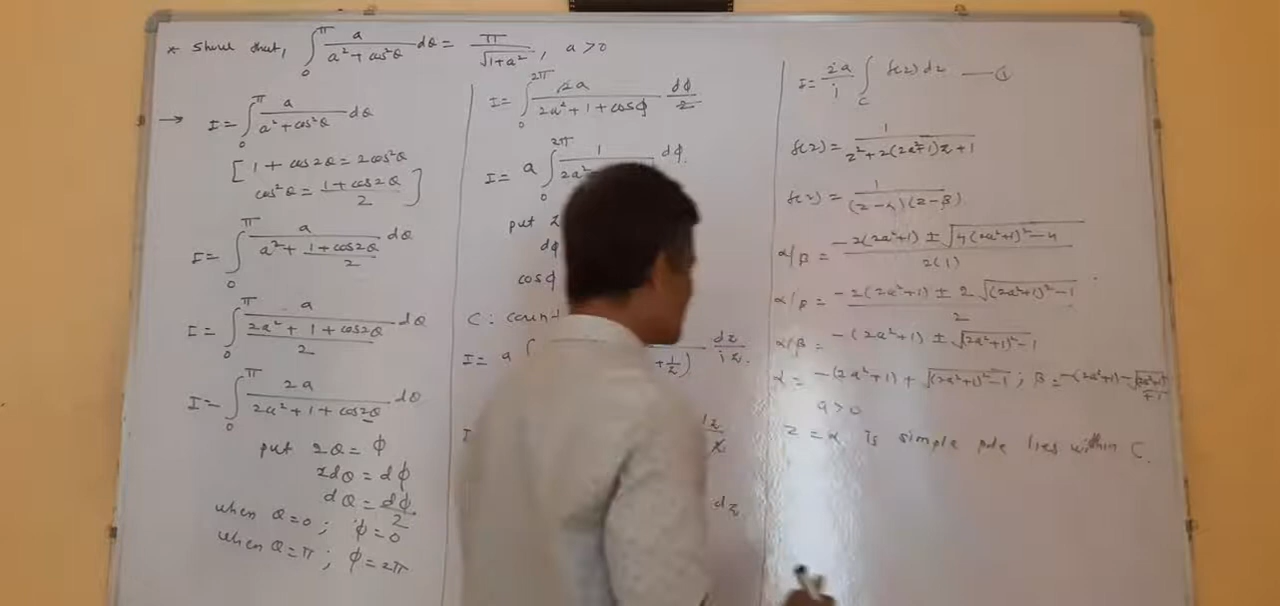 * Show that, ∫₀^π a/(a²+cos²θ) dθ = π/√(1+a²), a>0
→ I = ∫₀^π a/(a²+cos²θ) dθ
[1 + cos2θ = 2cos²θ
cos²θ = (1+cos2θ)/2]
I = ∫₀^π a/(a² + (1+cos2θ)/2) dθ
I = ∫₀^π a/((2a² + 1 + cos2θ)/2) dθ
I = ∫₀^π 2a/(2a² + 1 + cos2θ) dθ
put 2θ = ϕ
2dθ = dϕ
dθ = dϕ/2
when θ=0 ; ϕ=0
when θ=π ; ϕ=2π
I = ∫₀^2π 2a/(2a² + 1 + cosϕ) dϕ/2
I = a ∫₀^2π 1/(2a² dϕ.
put
dϕ
cosϕ
C :
I = a +1/z) dz/iz.
I
dz
I = 2a/i ∫_C f(z) dz —①
f(z) = 1/(z²+2(2a²+1)z+1)
f(z) = 1/((z-α)(z-β))
α/β = (-2(2a²+1) ± √(4(2a²+1)²-4))/2(1)
α/β = (-2(2a²+1) ± 2√((2a²+1)²-1))/2
α/β = -(2a²+1) ± √((2a²+1)²-1)
α = -(2a²+1) + √((2a²+1)²-1) ; β = -(2a²+1) - √((2a²+1)²
a>0
z = α is simple pole lies within C.